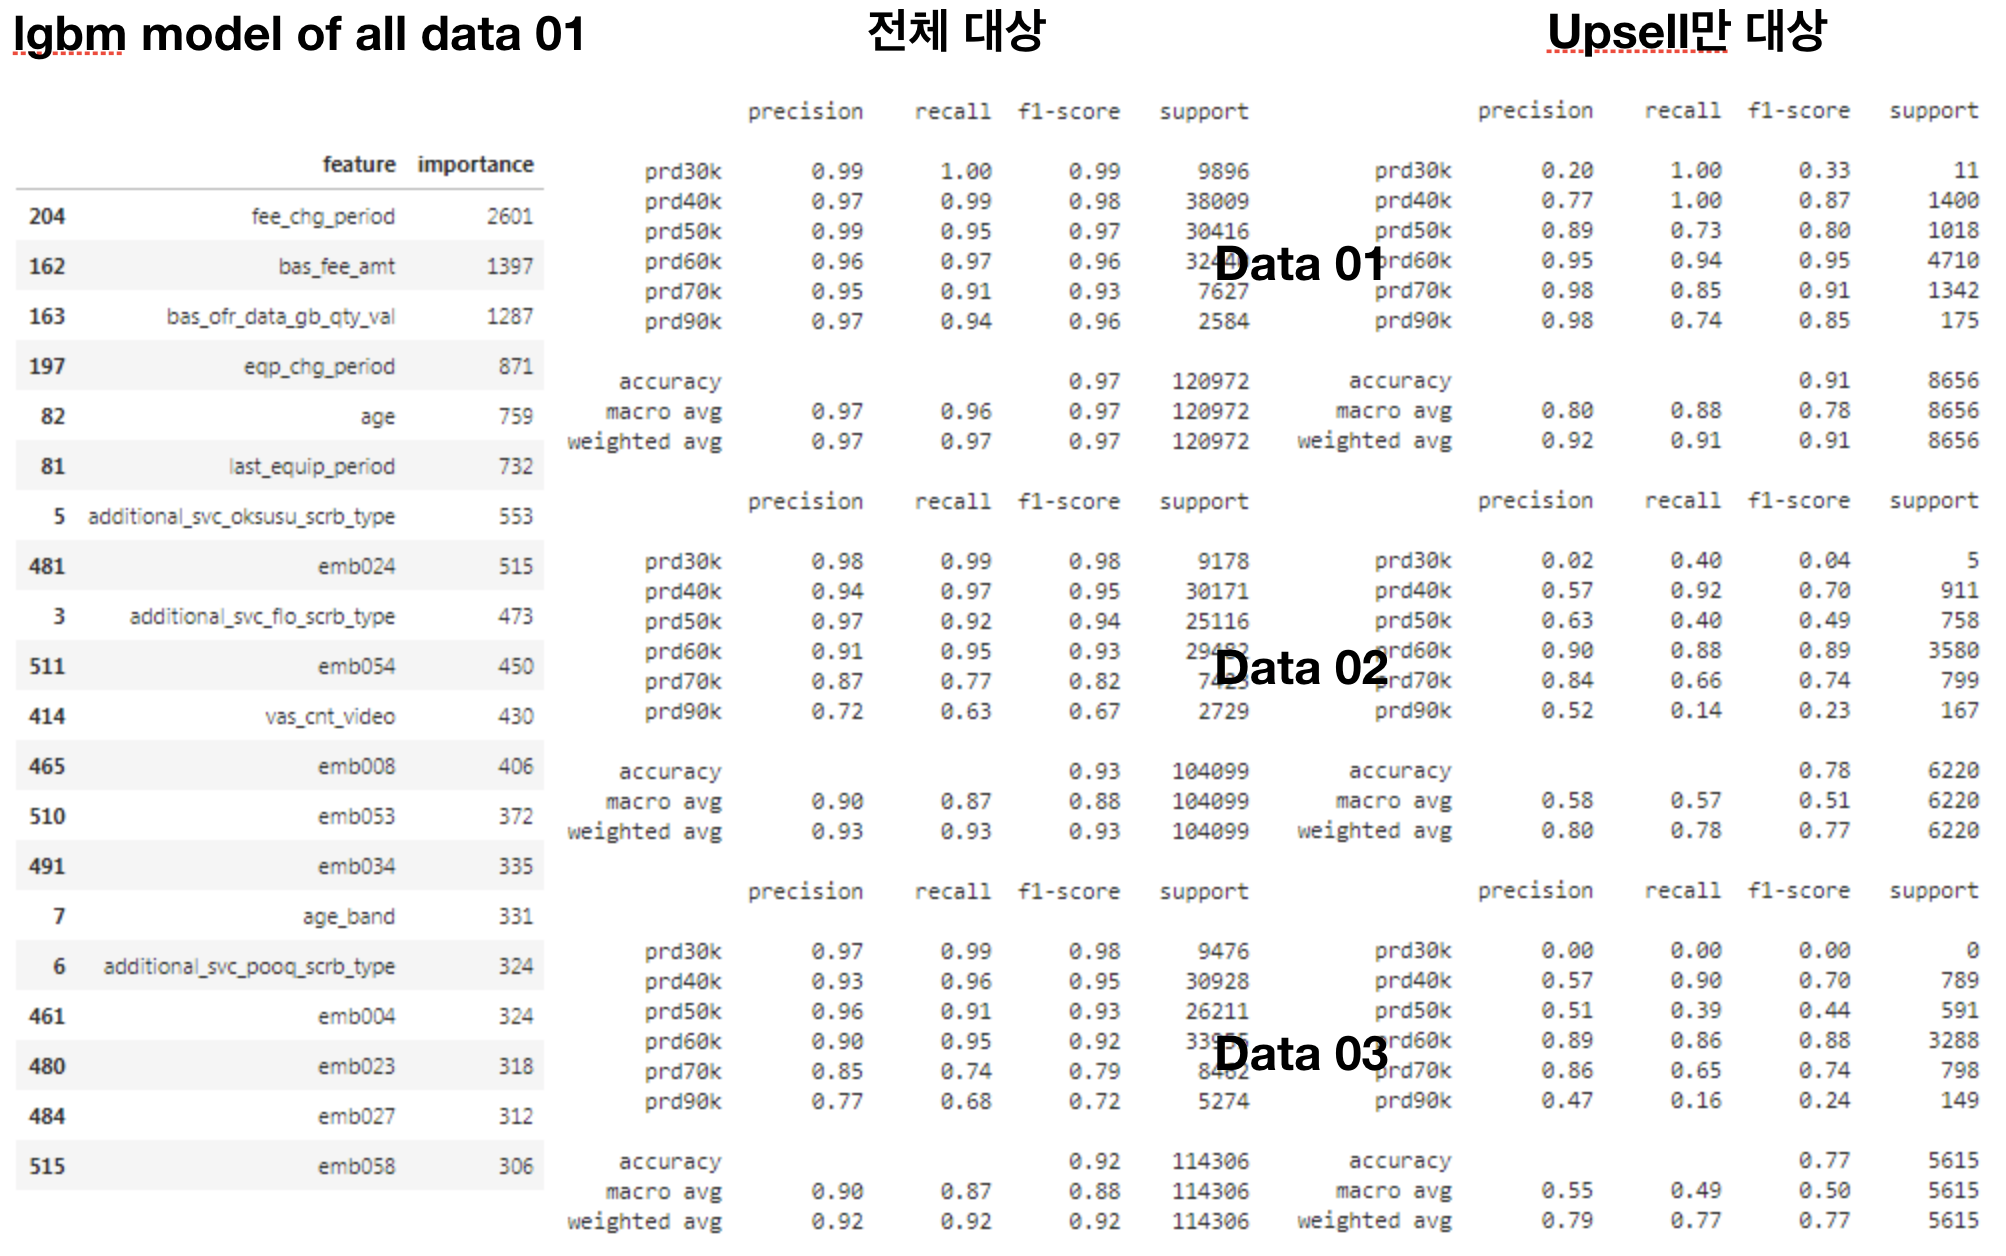 lgbm model of all data 01
전체 대상
Upsell만 대상
feature importance
204 fee_chg_period 2601
162 bas_fee_amt 1397
163 bas_ofr_data_gb_qty_val 1287
197 eqp_chg_period 871
82 age 759
81 last_equip_period 732
5 additional_svc_oksusu_scrb_type 553
481 emb024 515
3 additional_svc_flo_scrb_type 473
511 emb054 450
414 vas_cnt_video 430
465 emb008 406
510 emb053 372
491 emb034 335
7 age_band 331
6 additional_svc_pooq_scrb_type 324
461 emb004 324
480 emb023 318
484 emb027 312
515 emb058 306
Data 01
precision recall f1-score support
prd30k 0.99 1.00 0.99 9896
prd40k 0.97 0.99 0.98 38009
prd50k 0.99 0.95 0.97 30416
prd60k 0.96 0.97 0.96
prd70k 0.95 0.91 0.93 7627
prd90k 0.97 0.94 0.96 2584
accuracy 0.97 120972
macro avg 0.97 0.96 0.97 120972
weighted avg 0.97 0.97 0.97 120972
precision recall f1-score support
prd30k 0.20 1.00 0.33 11
prd40k 0.77 1.00 0.87 1400
prd50k 0.89 0.73 0.80 1018
prd60k 0.95 0.94 0.95 4710
prd70k 0.98 0.85 0.91 1342
prd90k 0.98 0.74 0.85 175
accuracy 0.91 8656
macro avg 0.80 0.88 0.78 8656
weighted avg 0.92 0.91 0.91 8656
Data 02
precision recall f1-score support
prd30k 0.98 0.99 0.98 9178
prd40k 0.94 0.97 0.95 30171
prd50k 0.97 0.92 0.94 25116
prd60k 0.91 0.95 0.93
prd70k 0.87 0.77 0.82
prd90k 0.72 0.63 0.67 2729
accuracy 0.93 104099
macro avg 0.90 0.87 0.88 104099
weighted avg 0.93 0.93 0.93 104099
precision recall f1-score support
prd30k 0.02 0.40 0.04 5
prd40k 0.57 0.92 0.70 911
prd50k 0.63 0.40 0.49 758
prd60k 0.90 0.88 0.89 3580
prd70k 0.84 0.66 0.74 799
prd90k 0.52 0.14 0.23 167
accuracy 0.78 6220
macro avg 0.58 0.57 0.51 6220
weighted avg 0.80 0.78 0.77 6220
Data 03
precision recall f1-score support
prd30k 0.97 0.99 0.98 9476
prd40k 0.93 0.96 0.95 30928
prd50k 0.96 0.91 0.93 26211
prd60k 0.90 0.95 0.92
prd70k 0.85 0.74 0.79
prd90k 0.77 0.68 0.72 5274
accuracy 0.92 114306
macro avg 0.90 0.87 0.88 114306
weighted avg 0.92 0.92 0.92 114306
precision recall f1-score support
prd30k 0.00 0.00 0.00 0
prd40k 0.57 0.90 0.70 789
prd50k 0.51 0.39 0.44 591
prd60k 0.89 0.86 0.88 3288
prd70k 0.86 0.65 0.74 798
prd90k 0.47 0.16 0.24 149
accuracy 0.77 5615
macro avg 0.55 0.49 0.50 5615
weighted avg 0.79 0.77 0.77 5615